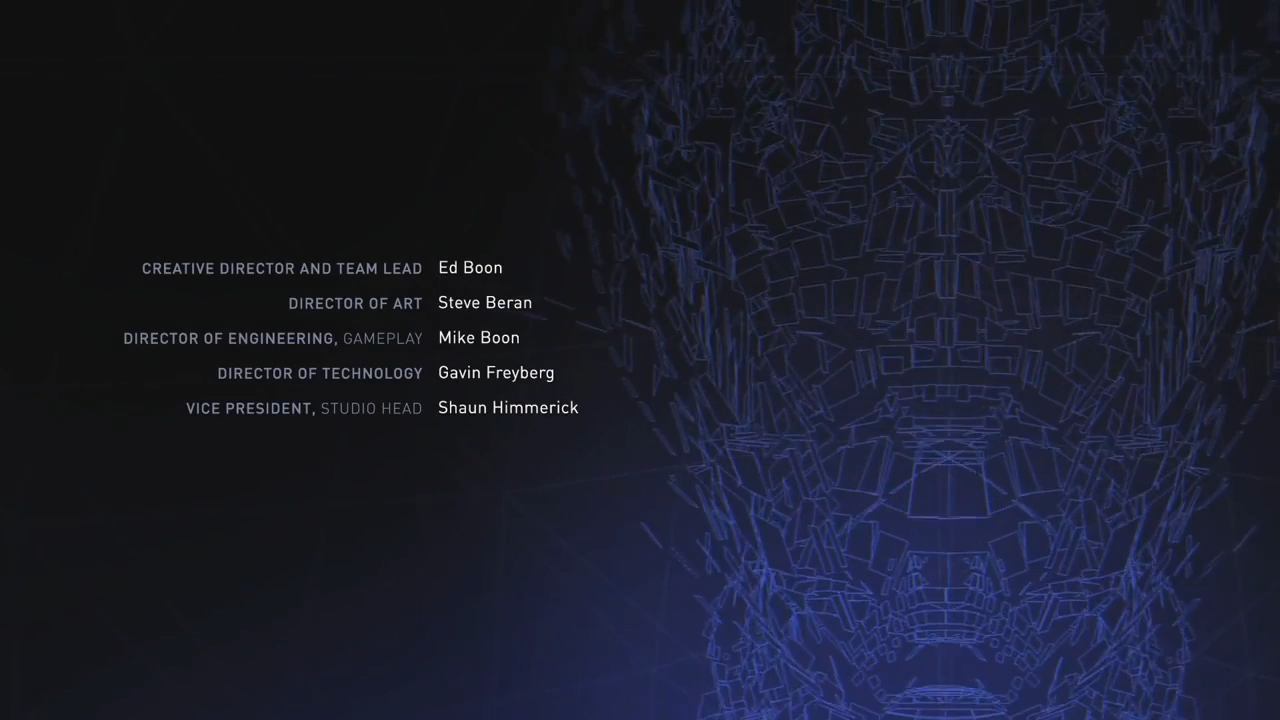 CREATIVE DIRECTOR AND TEAM LEAD Ed Boon
DIRECTOR OF ART Steve Beran
DIRECTOR OF ENGINEERING, GAMEPLAY Mike Boon
DIRECTOR OF TECHNOLOGY Gavin Freyberg
VICE PRESIDENT, STUDIO HEAD Shaun Himmerick